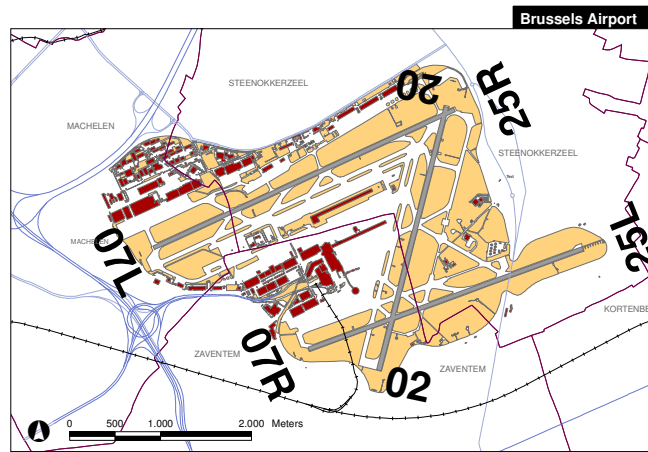 Brussels Airport
STEENOKKERZEEL
20
25R
MACHELEN
STEENOKKERZEEL
MACHELEN
07L
25L
KORTENBE
ZAVENTEM
07R
02
ZAVENTEM
0 500 1.000 2.000 Meters